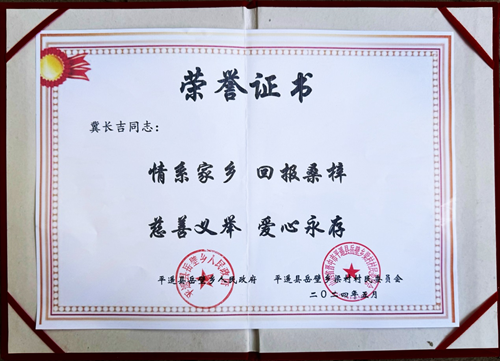 荣誉证书
冀长吉同志：
情系家乡 回报桑梓
慈善义举 爱心永存
平遥县岳壁乡人民政府 平遥县岳壁乡梁村村民委员会
二〇二四年五月